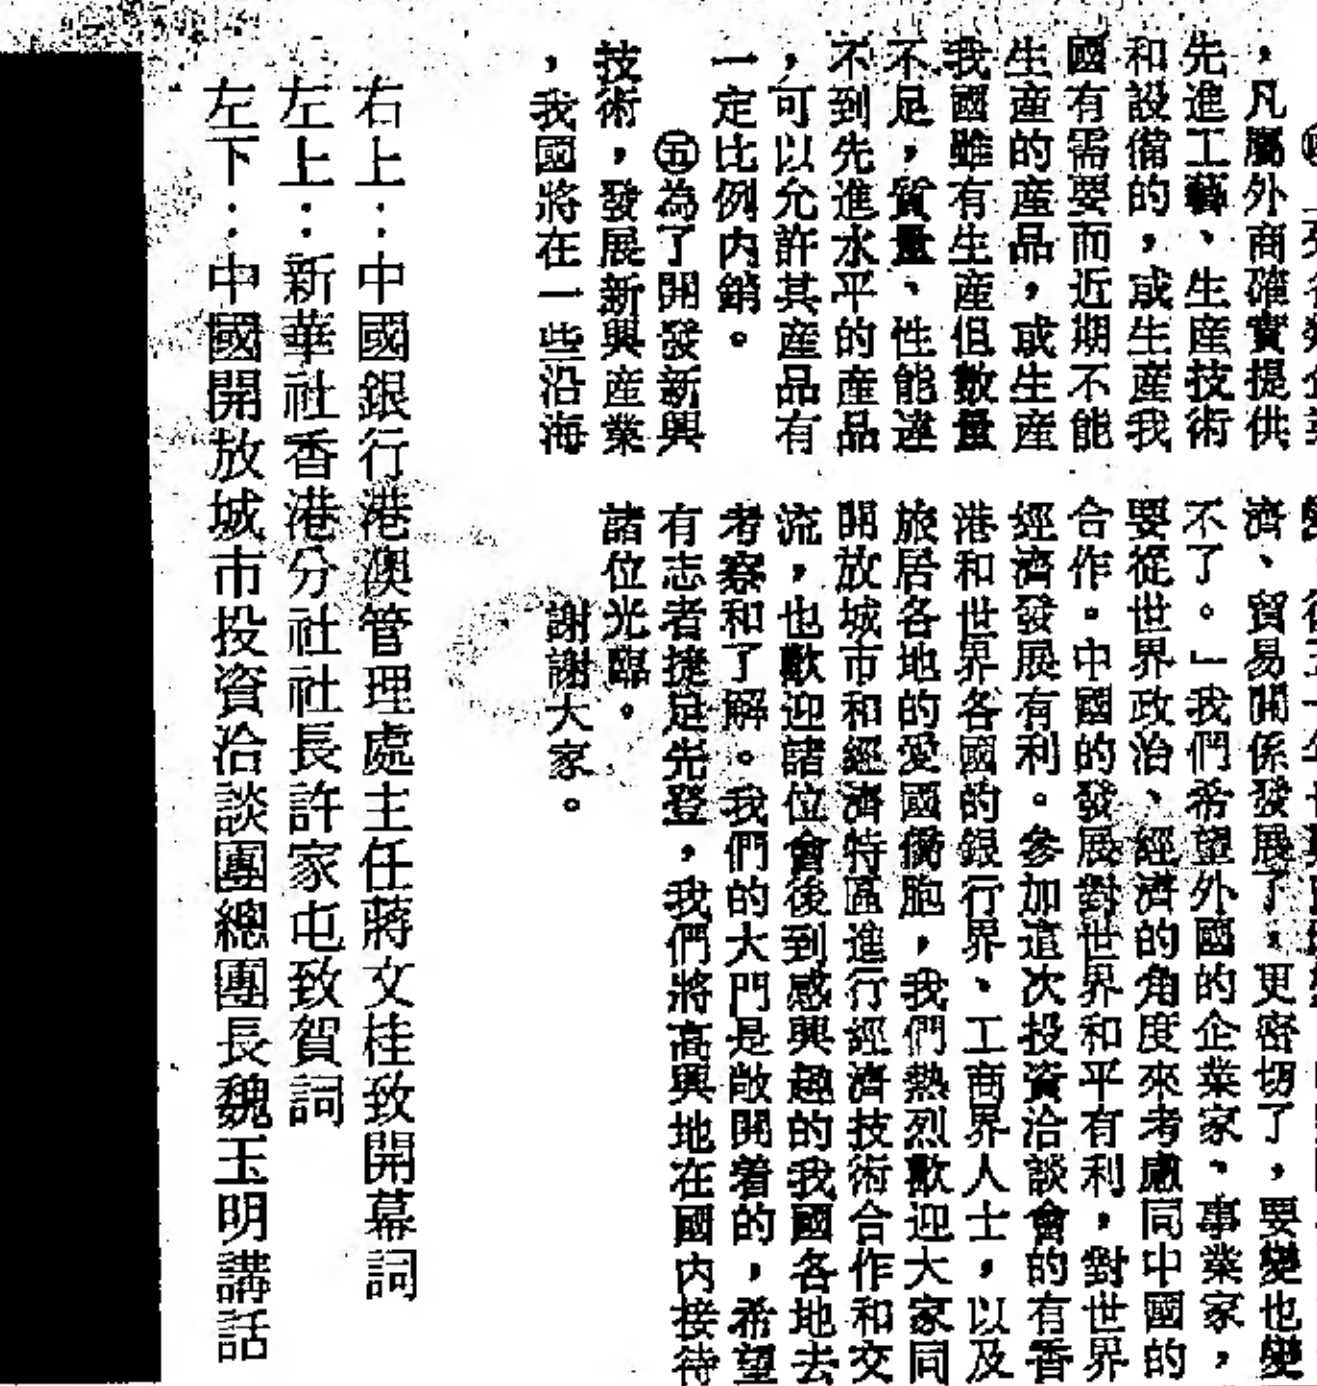 ，凡屬外商確實提供
先進工藝、生産技術
和設備的，或生産我
國有需要而近期不能
生産的産品，或生産
我國雖有生産但數量
不足，質量、性能達
不到先進水平的産品
，可以允許其産品有
一定比例内銷。
㊄為了開發新興
技術，發展新興産業
，我國將在一些沿海
濟、貿易關係發展了，更密切了，要變也變
不了。」我們希望外國的企業家、事業家，
要從世界政治、經濟的角度來考慮同中國的
合作。中國的發展對世界和平有利，對世界
經濟發展有利。參加這次投資洽談會的有香
港和世界各國的銀行界、工商界人士，以及
旅居各地的愛國僑胞，我們熱烈歡迎大家同
開放城市和經濟特區進行經濟技術合作和交
流，也歡迎諸位會後到感興趣的我國各地去
考察和了解。我們的大門是敞開着的，希望
有志者捷足先登，我們將高興地在國内接待
諸位光臨。
謝謝大家。
右上：中國銀行港澳管理處主任蔣文桂致開幕詞
左上：新華社香港分社社長許家屯致賀詞
左下：中國開放城市投資洽談團總團長魏玉明講話